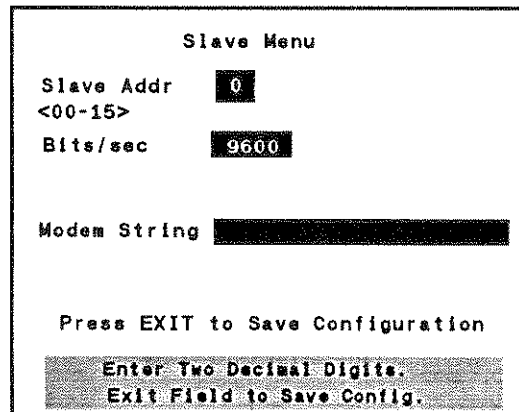 Slave Menu
Slave Addr 0
<00-15>
Bits/sec 9600
Modem String
Press EXIT to Save Configuration
Enter Two Decimal Digits.
Exit Field to Save Config.